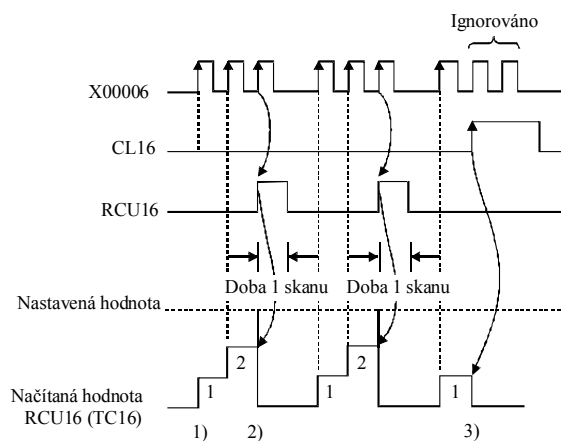 Ignorováno
X00006
CL16
RCU16
Doba 1 skanu Doba 1 skanu
Nastavená hodnota
2 2
1 1 1
Načítaná hodnota
RCU16 (TC16)
1) 2) 3)